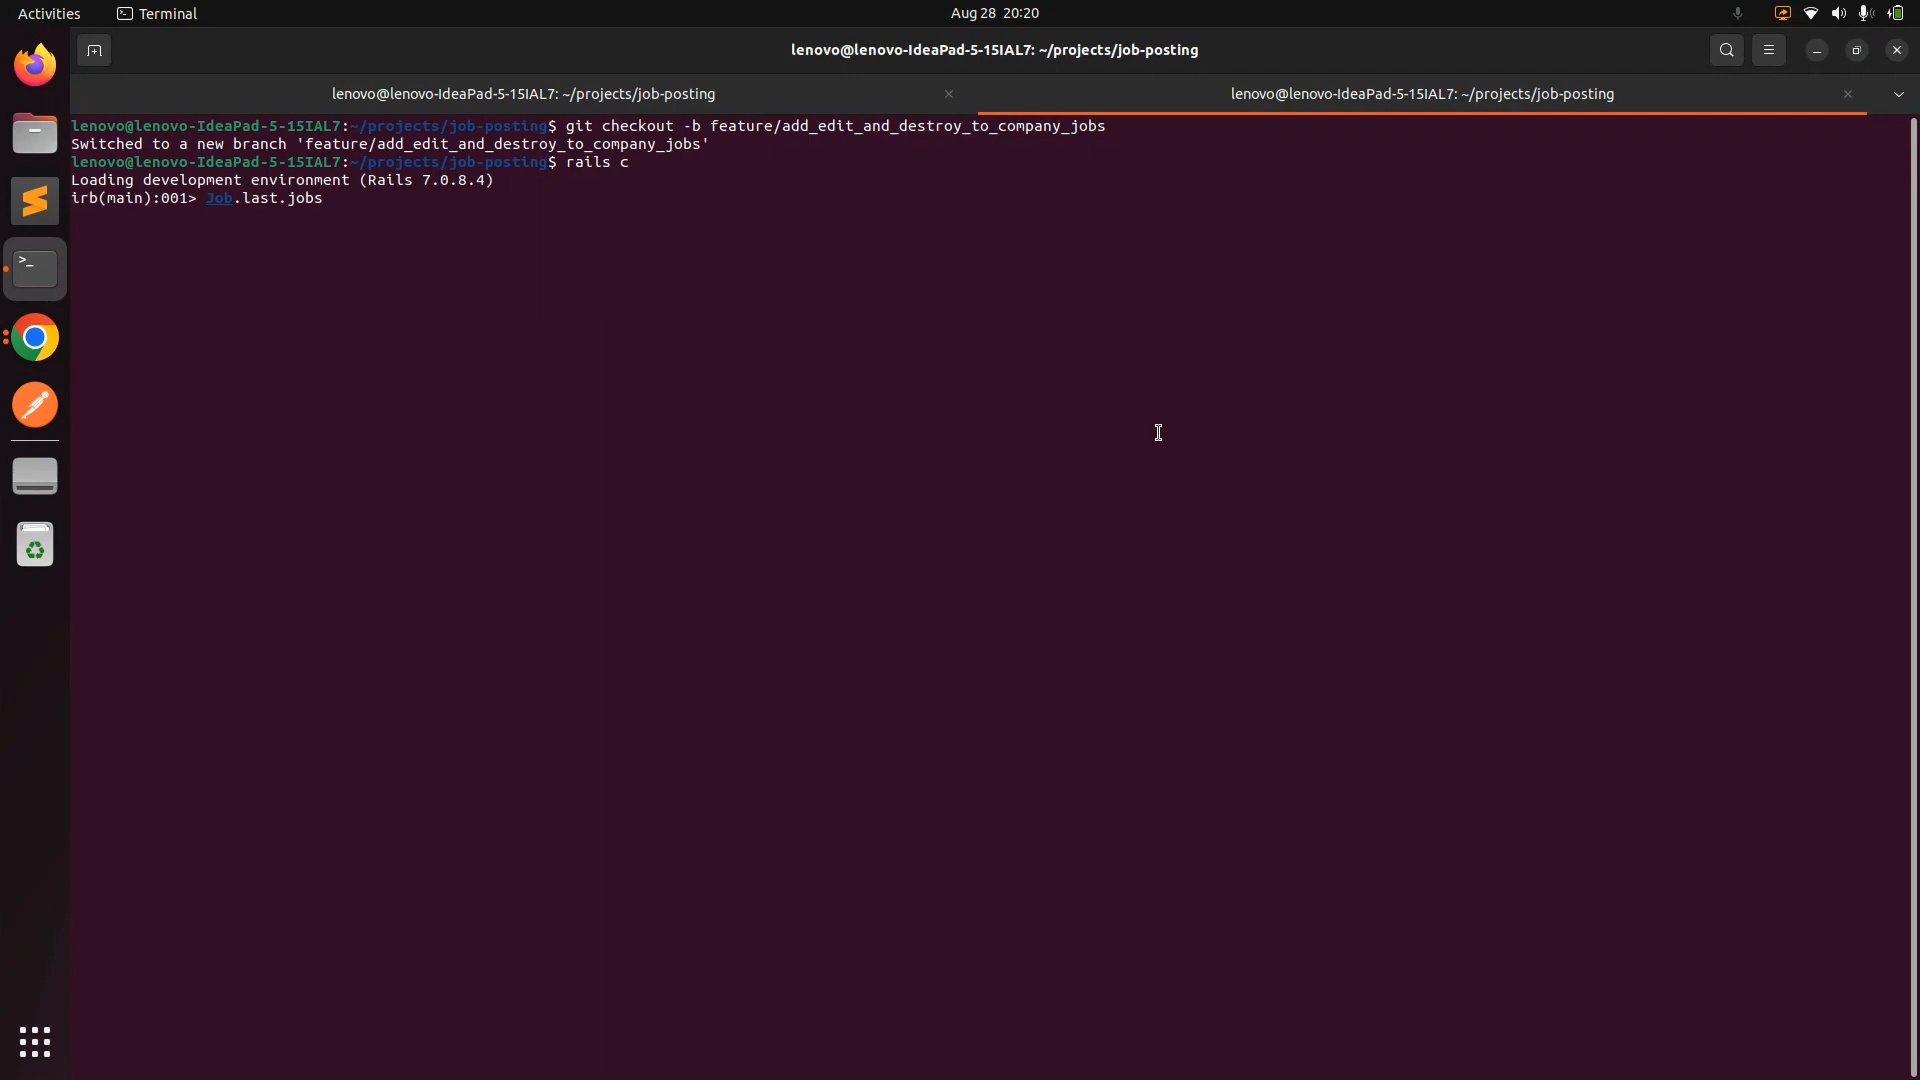 Activities
Terminal
Aug 28 20:20
lenovo@lenovo-IdeaPad-5-15IAL7: ~/projects/job-posting
lenovo@lenovo-IdeaPad-5-15IAL7: ~/projects/job-posting
lenovo@lenovo-IdeaPad-5-15IAL7: ~/projects/job-posting
lenovo@lenovo-IdeaPad-5-15IAL7:~/projects/job-posting$ git checkout -b feature/add_edit_and_destroy_to_company_jobs
Switched to a new branch 'feature/add_edit_and_destroy_to_company_jobs'
lenovo@lenovo-IdeaPad-5-15IAL7:~/projects/job-posting$ rails c
Loading development environment (Rails 7.0.8.4)
irb(main):001> Job.last.jobs